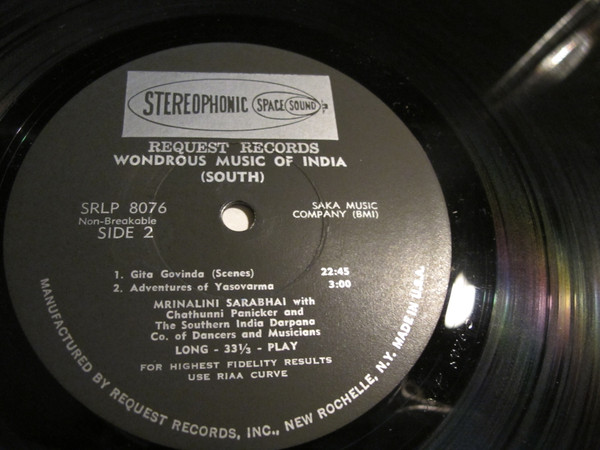 STEREOPHONIC SPACE SOUND
REQUEST RECORDS
WONDROUS MUSIC OF INDIA
(SOUTH)
SRLP 8076
Non-Breakable
SIDE 2
SAKA MUSIC
COMPANY (BMI)
1. Gita Govinda (Scenes) 22:45
2. Adventures of Yasovarma 3:00
MRINALINI SARABHAI with
Chathunni Panicker and
The Southern India Darpana
Co. of Dancers and Musicians
LONG - 33⅓ - PLAY
FOR HIGHEST FIDELITY RESULTS
USE RIAA CURVE
MANUFACTURED BY REQUEST RECORDS, INC., NEW ROCHELLE, N.Y. MADE IN U.S.A.